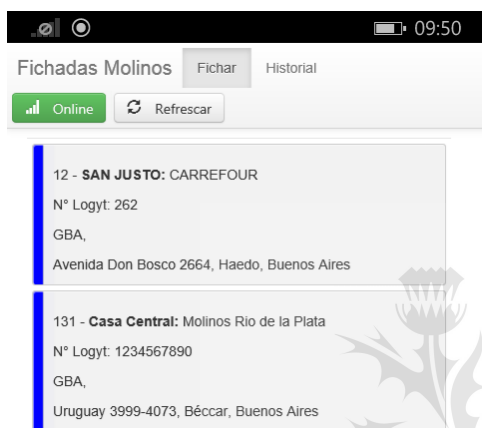 09:50
Fichadas Molinos Fichar Historial
Online Refrescar
12 - SAN JUSTO: CARREFOUR
N° Logyt: 262
GBA,
Avenida Don Bosco 2664, Haedo, Buenos Aires
131 - Casa Central: Molinos Rio de la Plata
N° Logyt: 1234567890
GBA,
Uruguay 3999-4073, Béccar, Buenos Aires